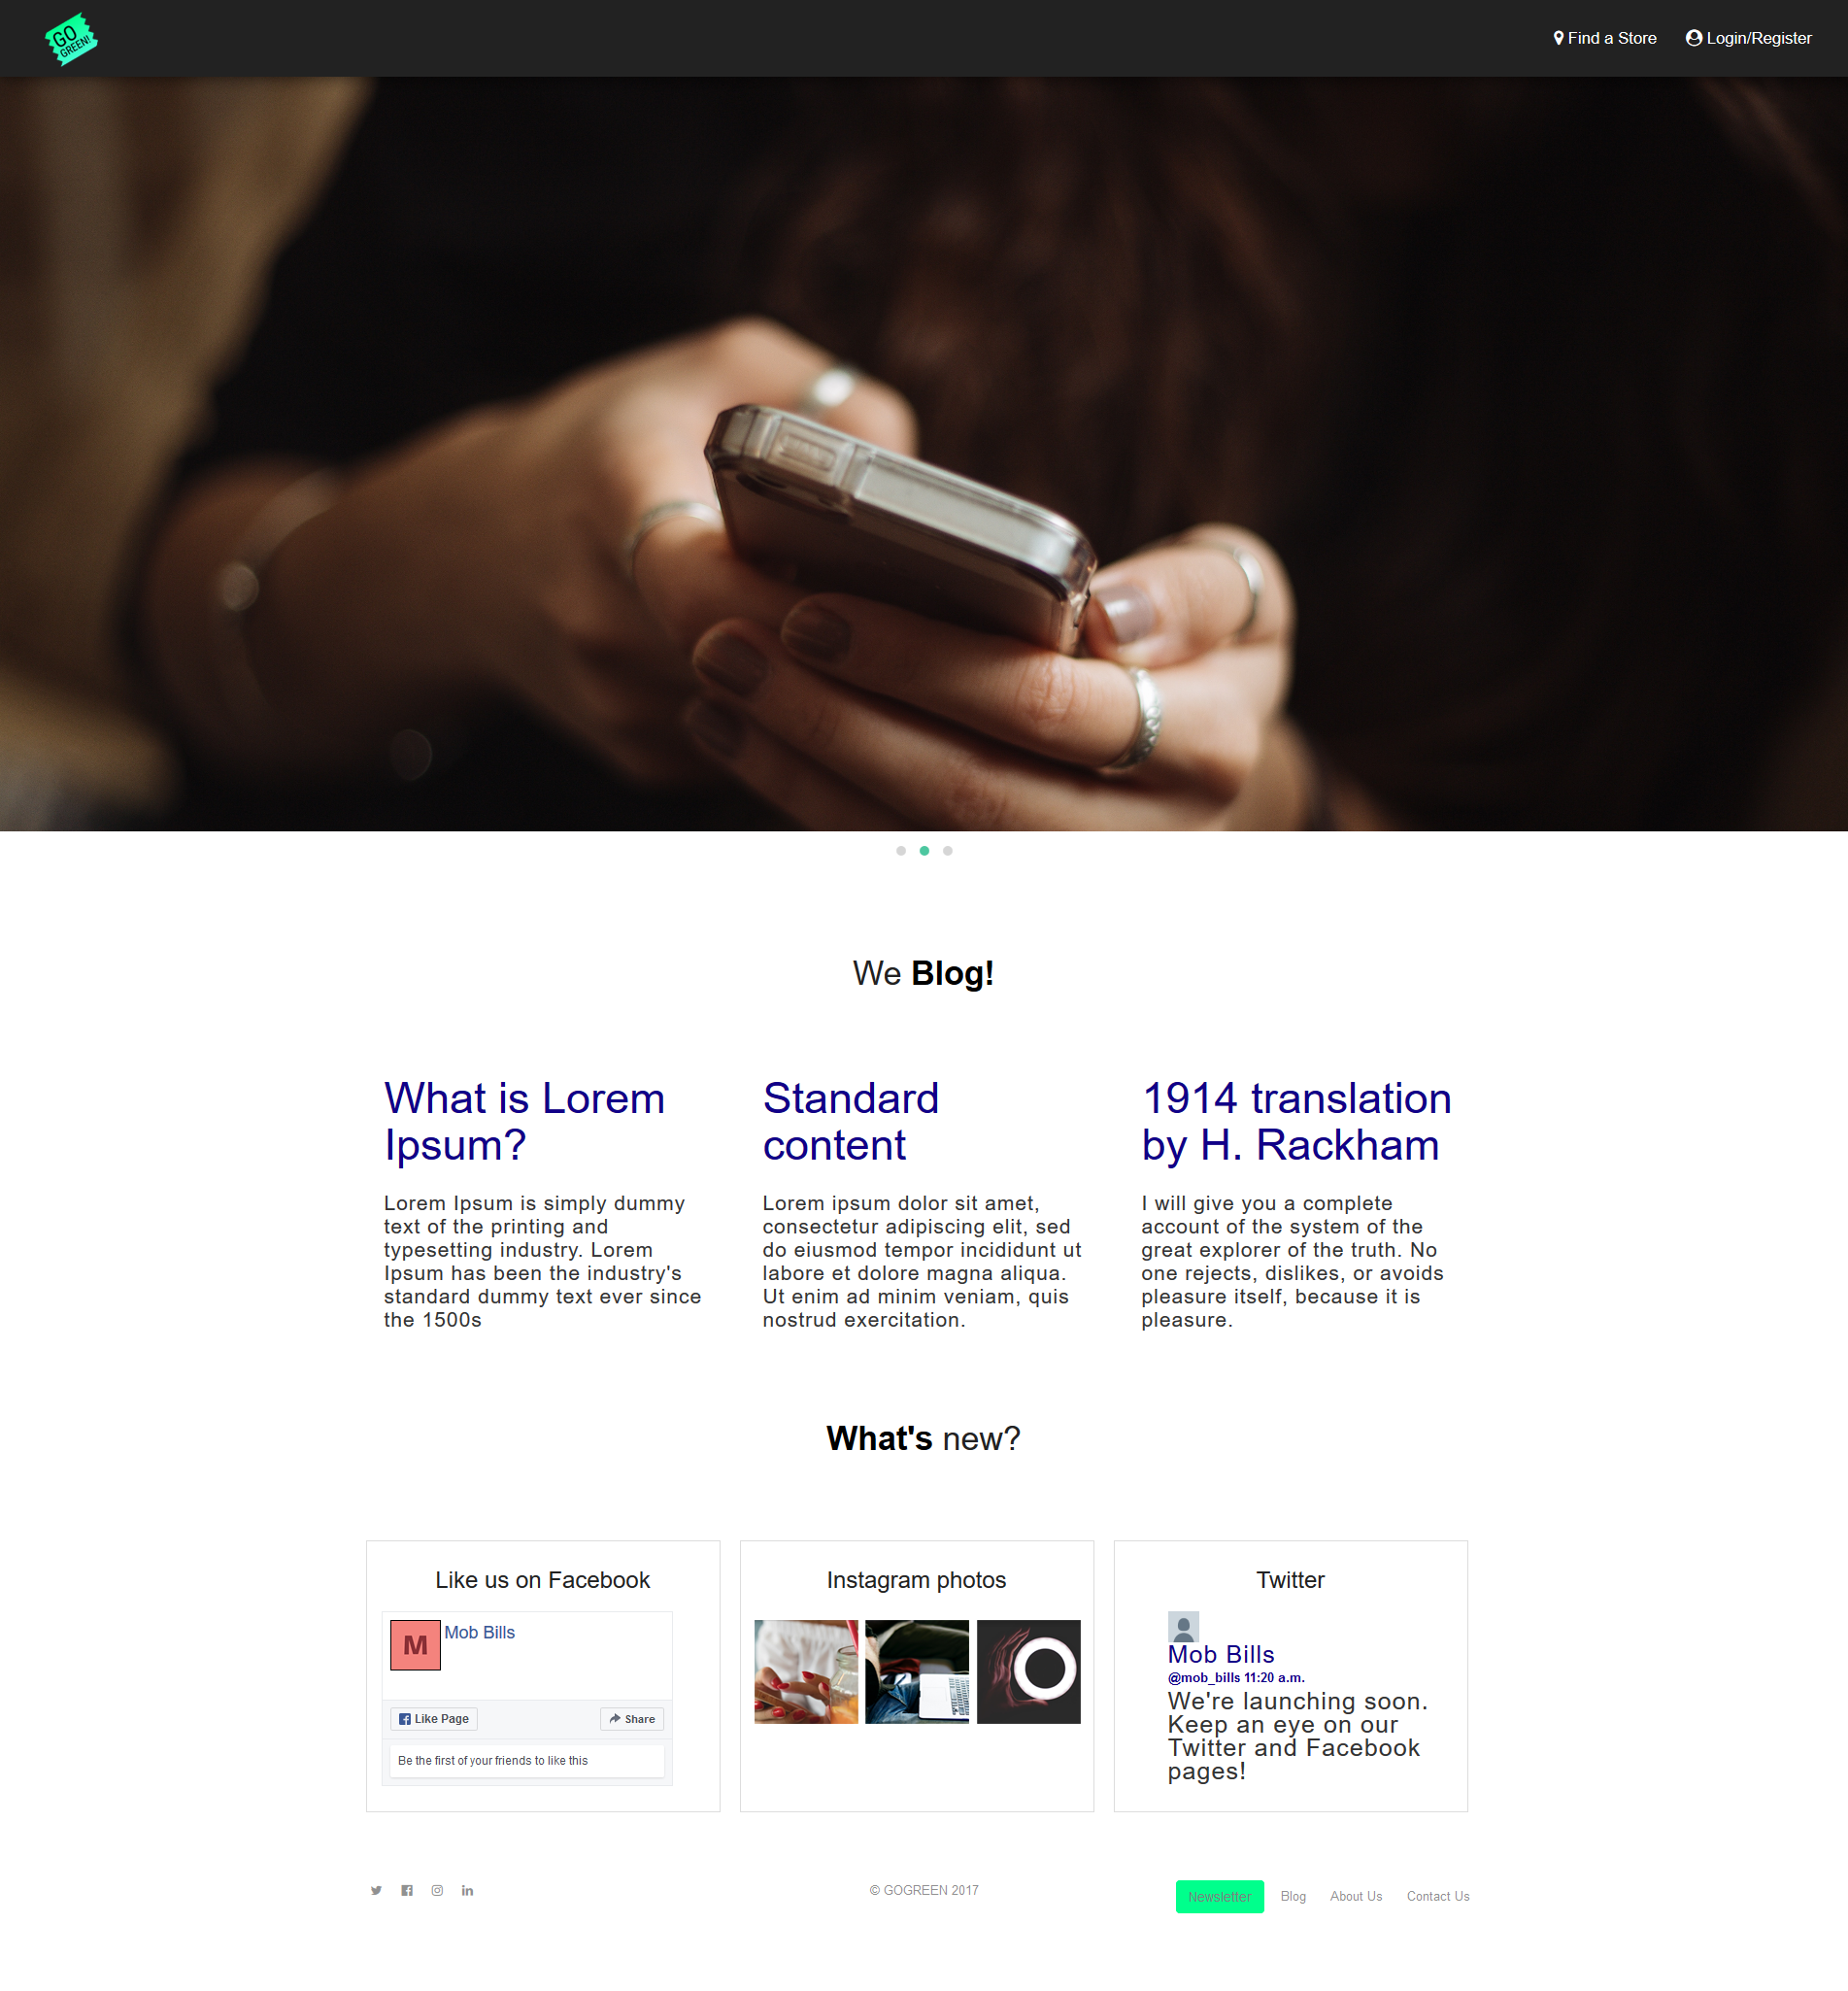 GO
GREEN!
Find a Store
Login/Register
We Blog!
What is Lorem
Ipsum?
Lorem Ipsum is simply dummy
text of the printing and
typesetting industry. Lorem
Ipsum has been the industry's
standard dummy text ever since
the 1500s
Standard
content
Lorem ipsum dolor sit amet,
consectetur adipiscing elit, sed
do eiusmod tempor incididunt ut
labore et dolore magna aliqua.
Ut enim ad minim veniam, quis
nostrud exercitation.
1914 translation
by H. Rackham
I will give you a complete
account of the system of the
great explorer of the truth. No
one rejects, dislikes, or avoids
pleasure itself, because it is
pleasure.
What's new?
Like us on Facebook
M
Mob Bills
Like Page
Share
Be the first of your friends to like this
Instagram photos
Twitter
Mob Bills
@mob_bills 11:20 a.m.
We're launching soon.
Keep an eye on our
Twitter and Facebook
pages!
© GOGREEN 2017
Newsletter
Blog
About Us
Contact Us